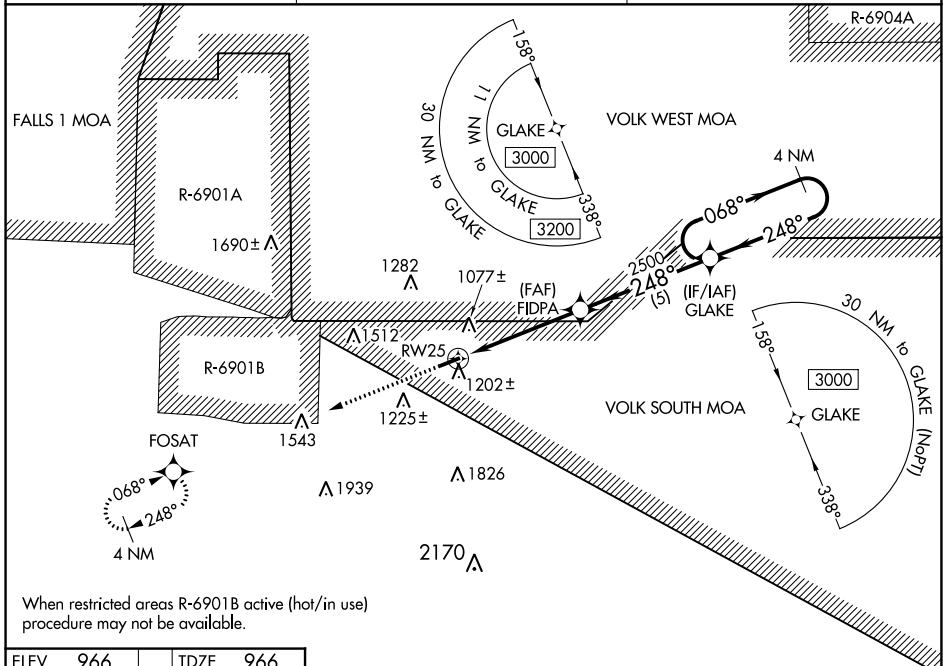 R-6904A
158°
FALLS 1 MOA
30 NM to GLAKE
11 NM to GLAKE
GLAKE
3000
VOLK WEST MOA
4 NM
R-6901A
338°
3200
068°
248°
1690±
1282
1077±
2500
248°
(5)
(FAF)
FIDPA
(IF/IAF)
GLAKE
30 NM to GLAKE (NoPT)
158°
1512
RW25
R-6901B
1202±
3000
1225±
VOLK SOUTH MOA
GLAKE
1543
FOSAT
068°
248°
1939
1826
338°
4 NM
2170
When restricted areas R-6901B active (hot/in use)
procedure may not be available.
ELEV 966 TDZE 966